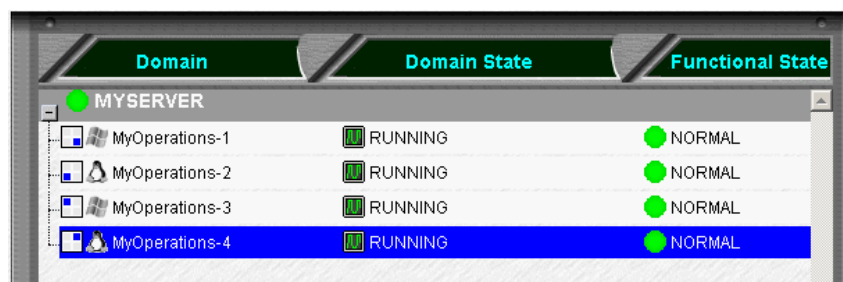 Domain Domain State Functional State
MYSERVER
MyOperations-1 RUNNING NORMAL
MyOperations-2 RUNNING NORMAL
MyOperations-3 RUNNING NORMAL
MyOperations-4 RUNNING NORMAL